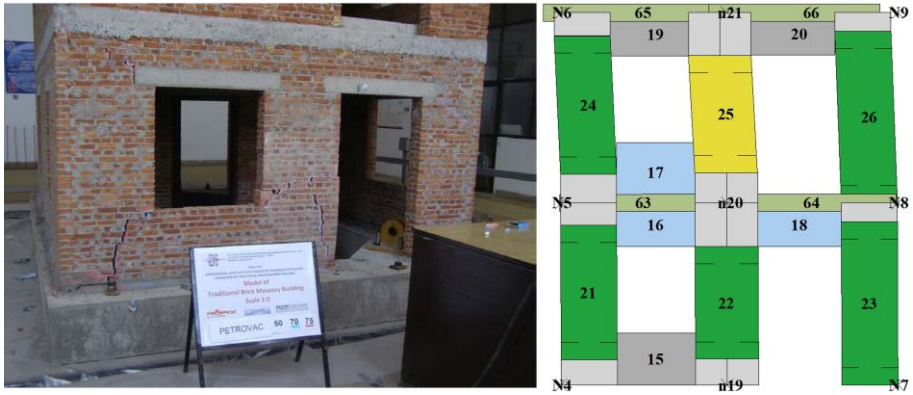 Model of
Traditional Brick Masonry Building
Scale 1:2
PETROVAC 50 70 75
N6 65 n21 66 N9
19 20
24 25 26
17
N5 63 n20 64 N8
16 18
21 22 23
15
N4 n19 N7